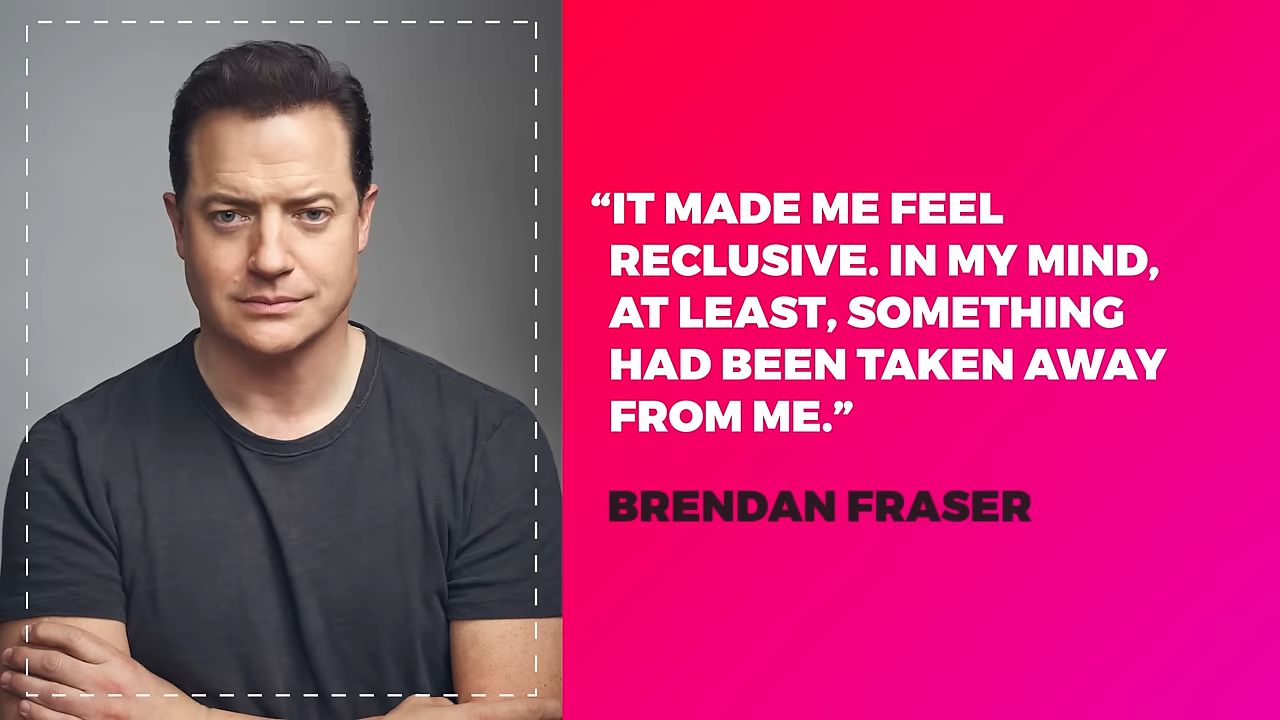 “IT MADE ME FEEL
RECLUSIVE. IN MY MIND,
AT LEAST, SOMETHING
HAD BEEN TAKEN AWAY
FROM ME.”
BRENDAN FRASER